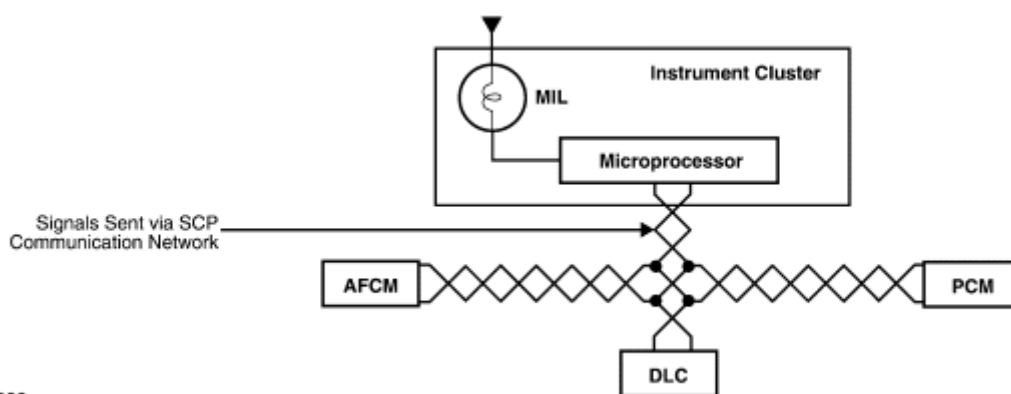 Instrument Cluster
MIL
Microprocessor
Signals Sent via SCP
Communication Network
AFCM
PCM
DLC